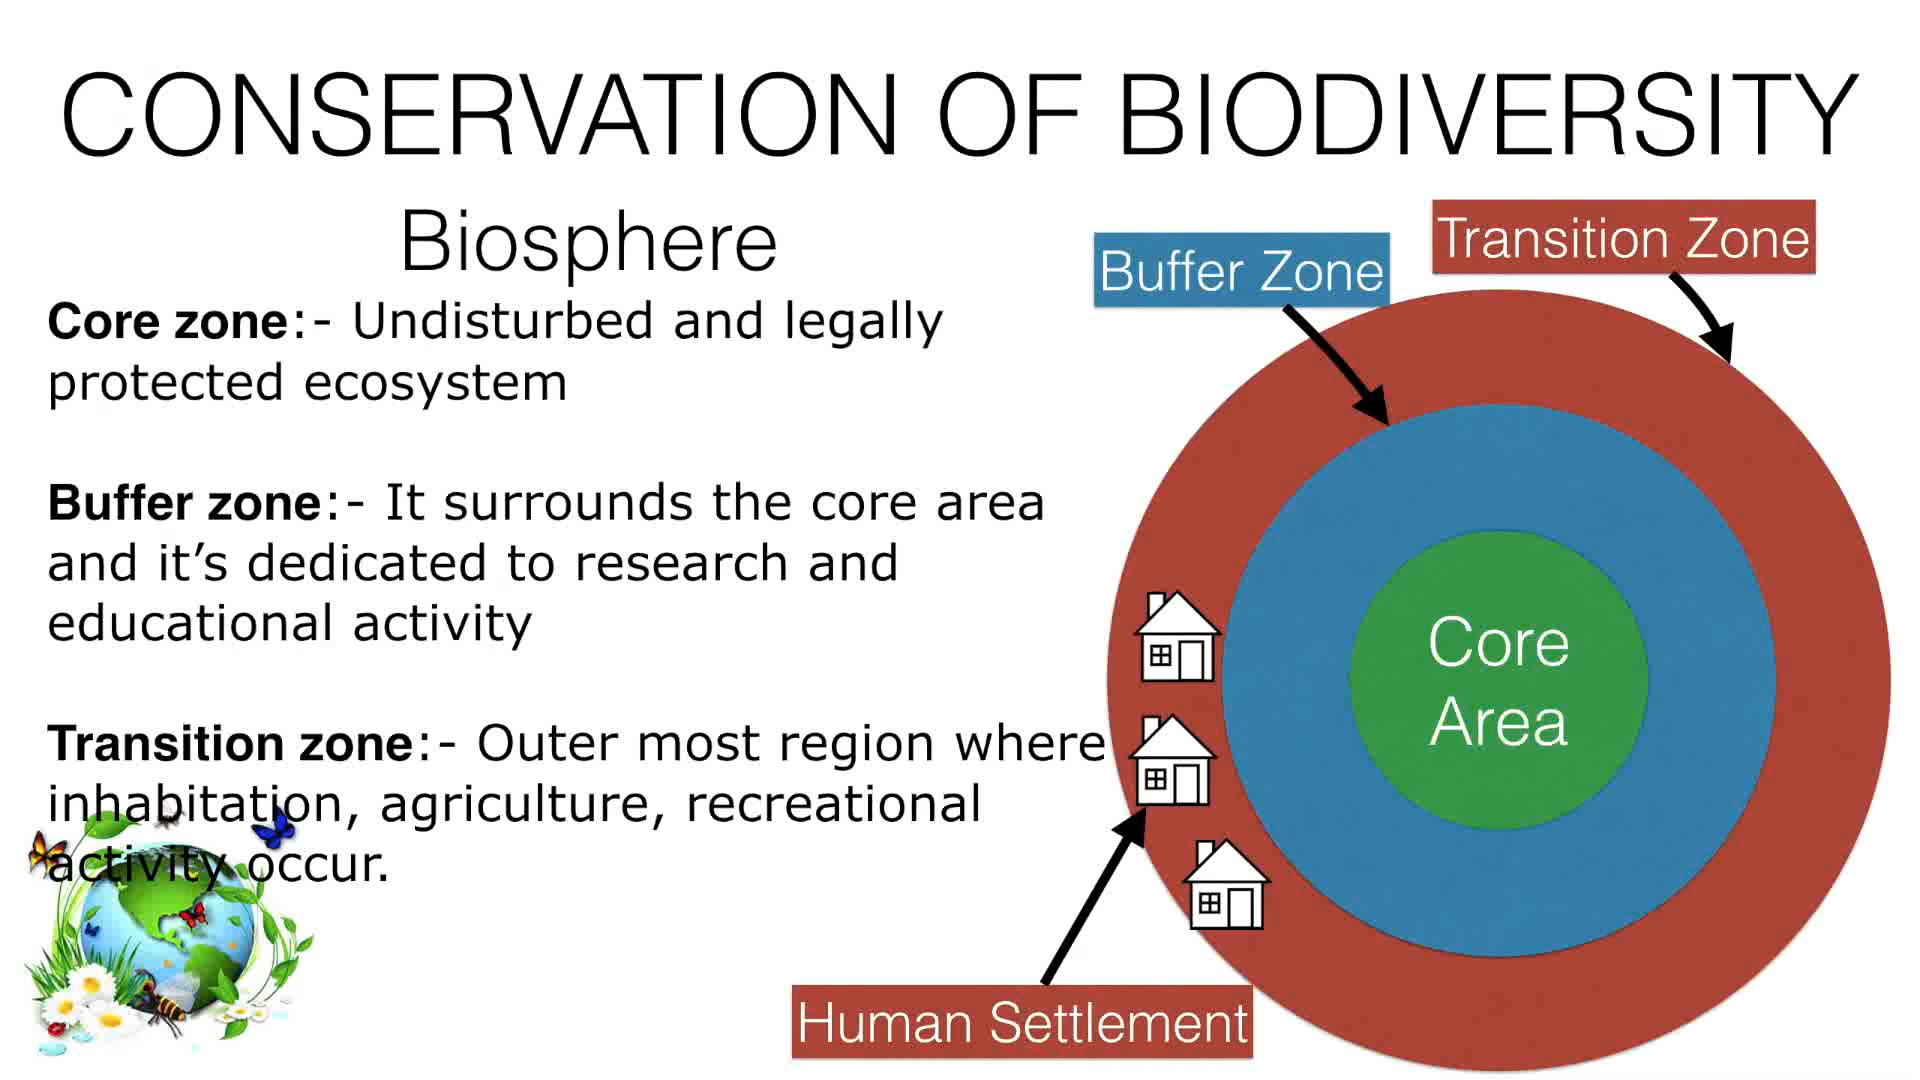 CONSERVATION OF BIODIVERSITY
Biosphere
Core zone:- Undisturbed and legally
protected ecosystem
Buffer zone:- It surrounds the core area
and it’s dedicated to research and
educational activity
Transition zone:- Outer most region where
inhabitation, agriculture, recreational
activity occur.
Buffer Zone
Transition Zone
Core
Area
Human Settlement